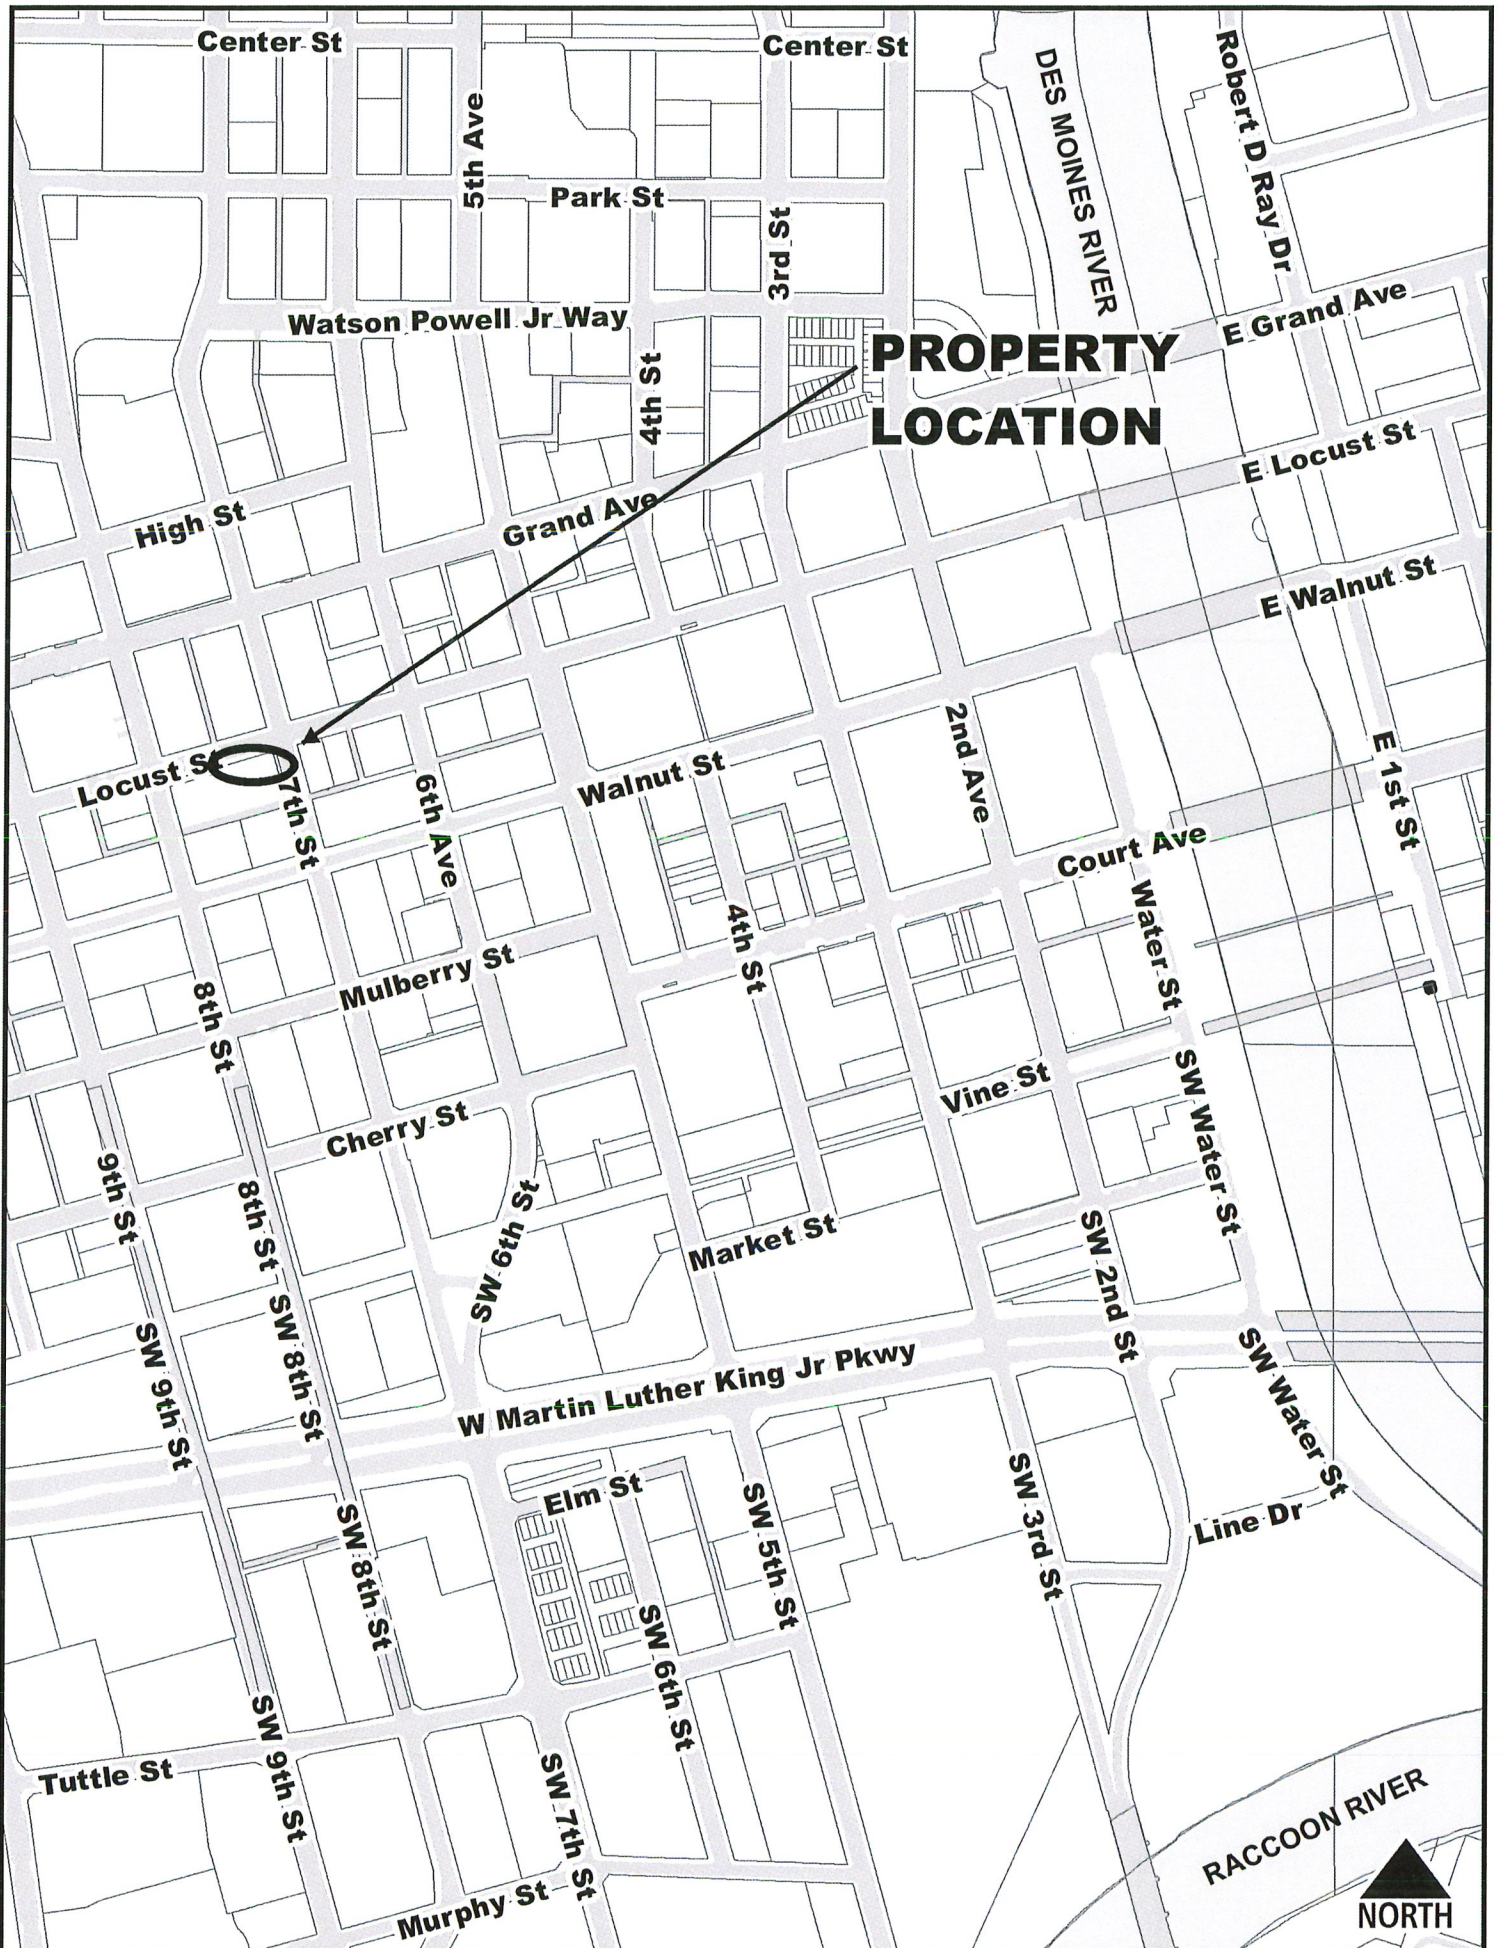 Center St
Center St
DES MOINES RIVER
Robert D Ray Dr
5th Ave
Park St
3rd St
Watson Powell Jr Way
E Grand Ave
PROPERTY
LOCATION
4th St
E Locust St
High St
Grand Ave
E Walnut St
Locust St
7th St
6th Ave
Walnut St
2nd Ave
E 1st St
Court Ave
Water St
4th St
Mulberry St
8th St
Vine St
SW Water St
Cherry St
9th St
8th St
SW 6th St
Market St
SW 2nd St
SW 9th St
SW 8th St
W Martin Luther King Jr Pkwy
SW Water St
Elm St
SW 5th St
SW 3rd St
Line Dr
SW 8th St
SW 6th St
SW 9th St
Tuttle St
SW 7th St
RACCOON RIVER
Murphy St
NORTH